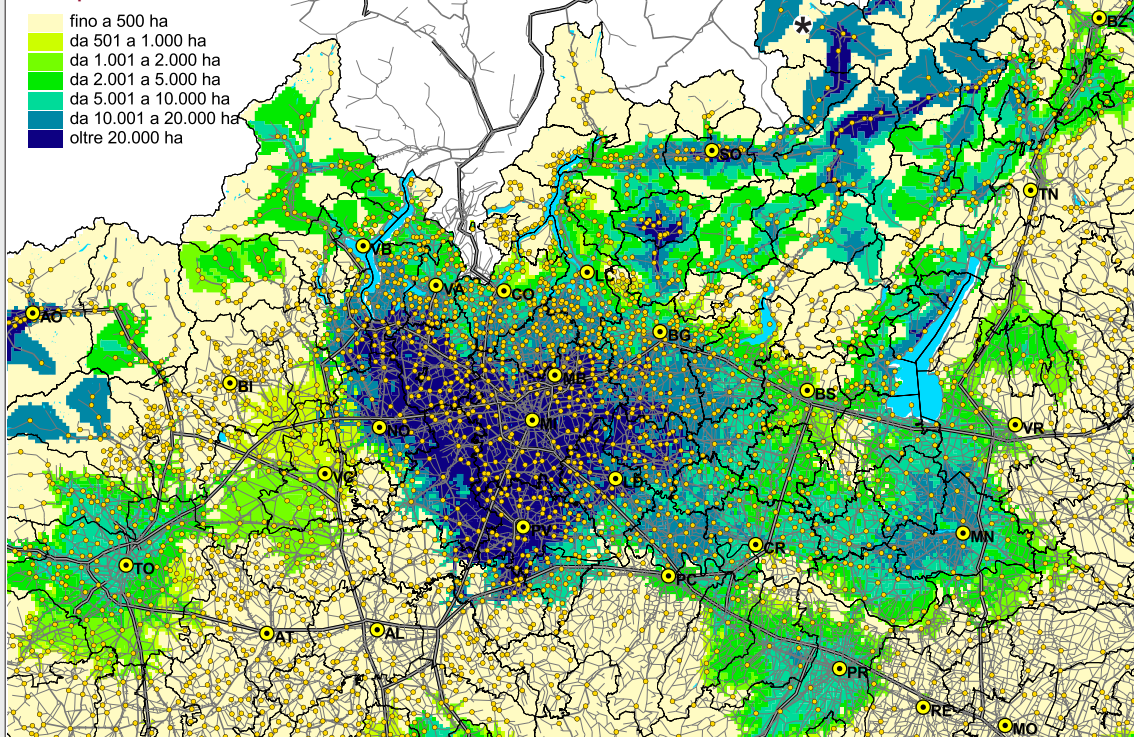 fino a 500 ha
da 501 a 1.000 ha
da 1.001 a 2.000 ha
da 2.001 a 5.000 ha
da 5.001 a 10.000 ha
da 10.001 a 20.000 ha
oltre 20.000 ha
*
BZ
SO
TN
VB
VA
CO
LC
AO
BG
BI
MB
BS
NO
MI
VR
VC
LO
PV
MN
TO
CR
PC
AT
AL
PR
RE
MO